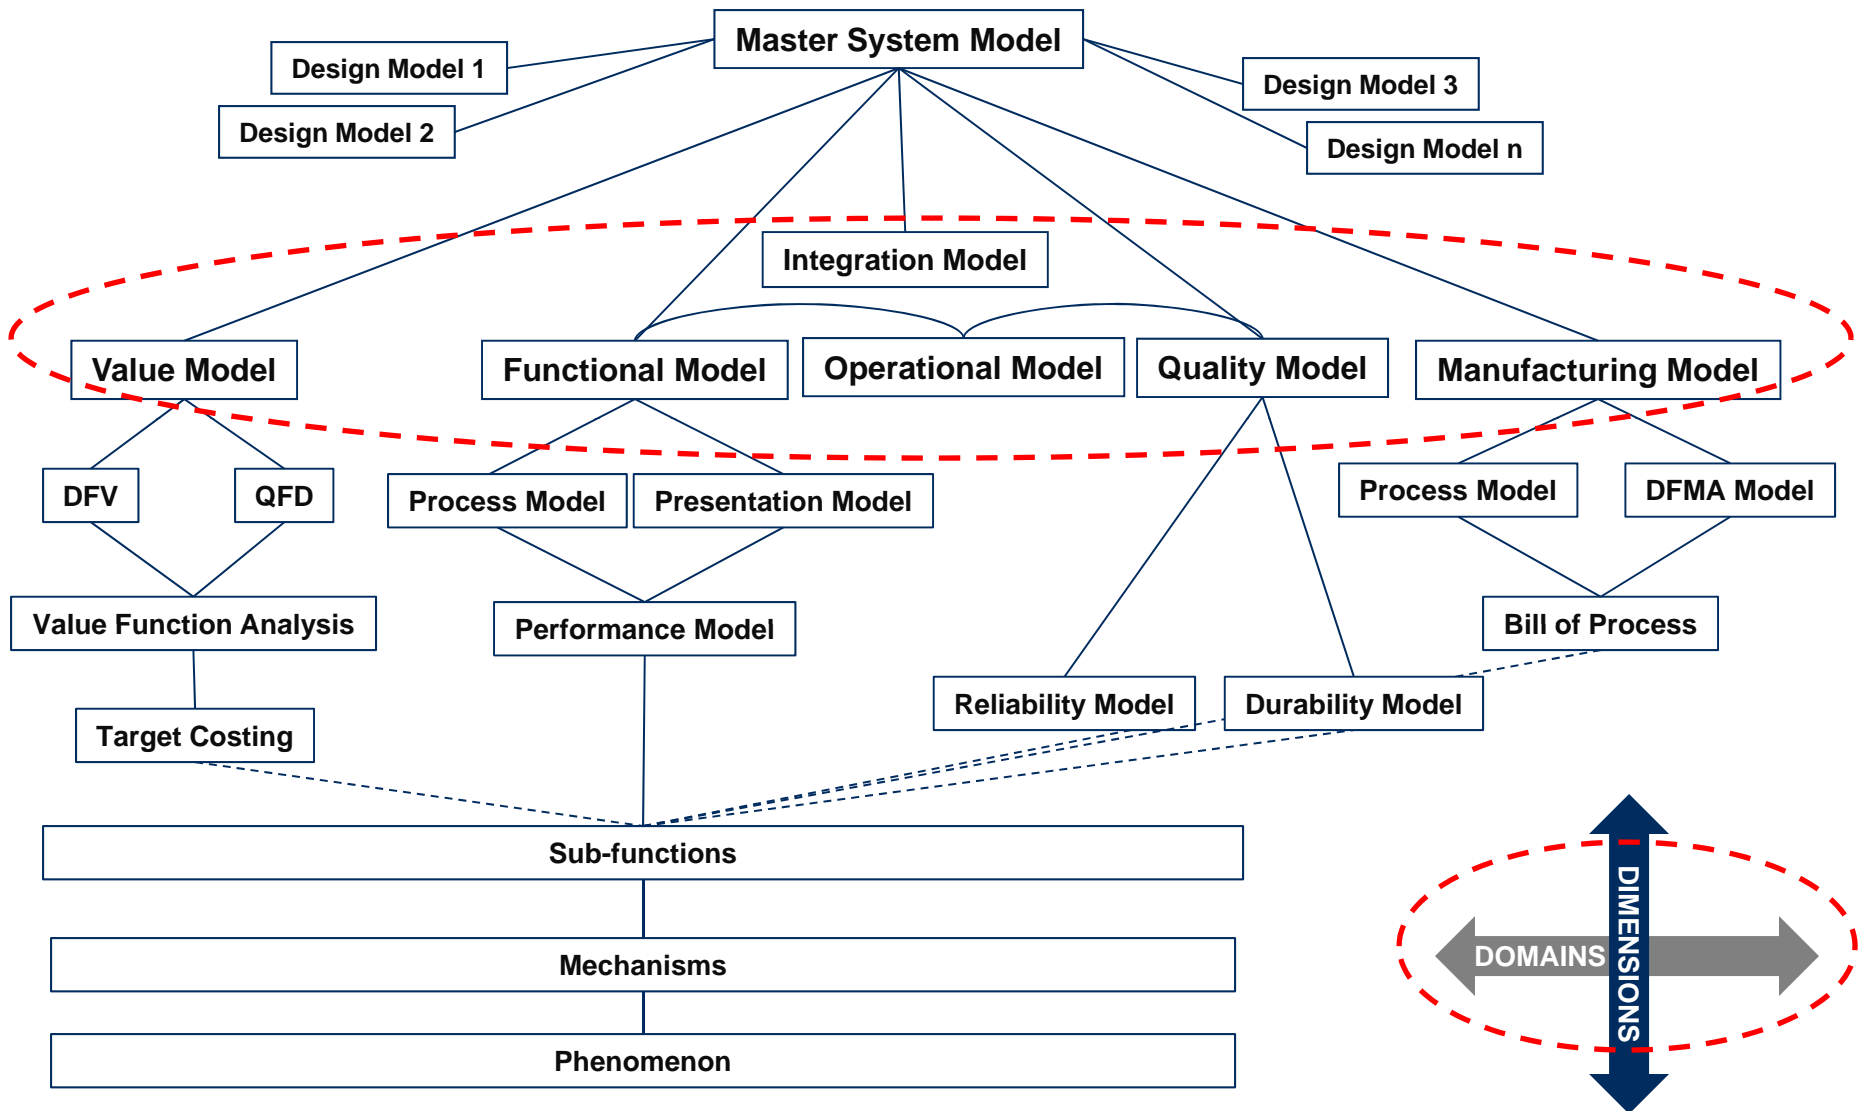 Master System Model
Design Model 1
Design Model 3
Design Model 2
Design Model n
Integration Model
Value Model
Functional Model
Operational Model
Quality Model
Manufacturing Model
DFV
QFD
Process Model
Presentation Model
Process Model
DFMA Model
Value Function Analysis
Performance Model
Bill of Process
Reliability Model
Durability Model
Target Costing
Sub-functions
Mechanisms
Phenomenon
DOMAINS
DIMENSIONS